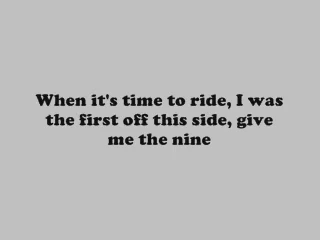 When it's time to ride, I was
the first off this side, give
me the nine